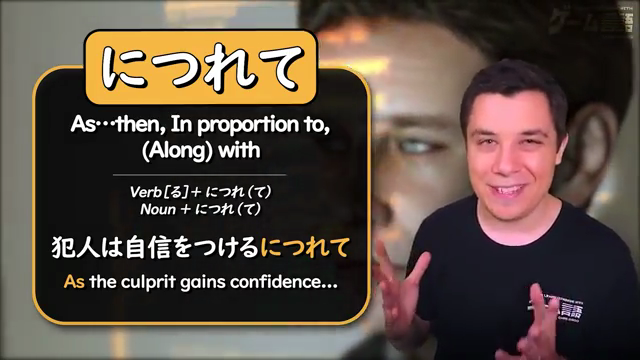 につれて
As…then, In proportion to,
(Along) with
Verb [る] + につれ (て)
Noun + につれ (て)
犯人は自信をつけるにつれて
As the culprit gains confidence...
ゲーム言語